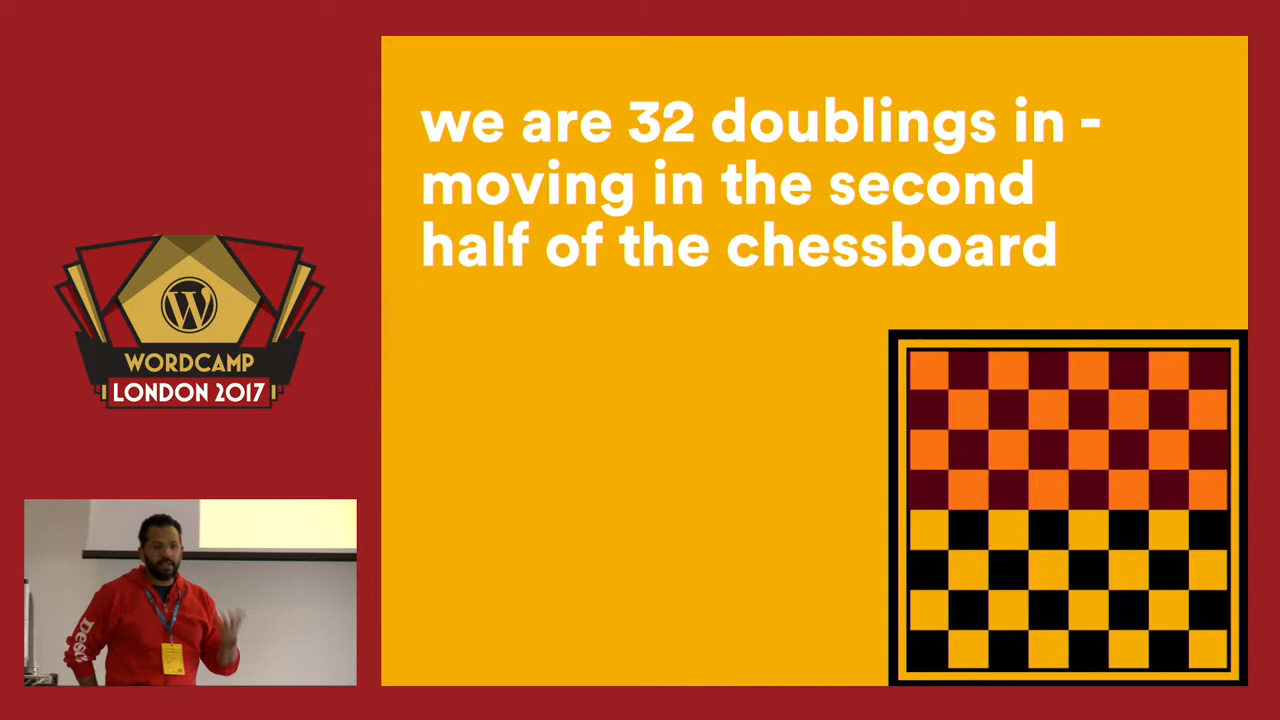 we are 32 doublings in -
moving in the second
half of the chessboard
WORDCAMP
LONDON 2017